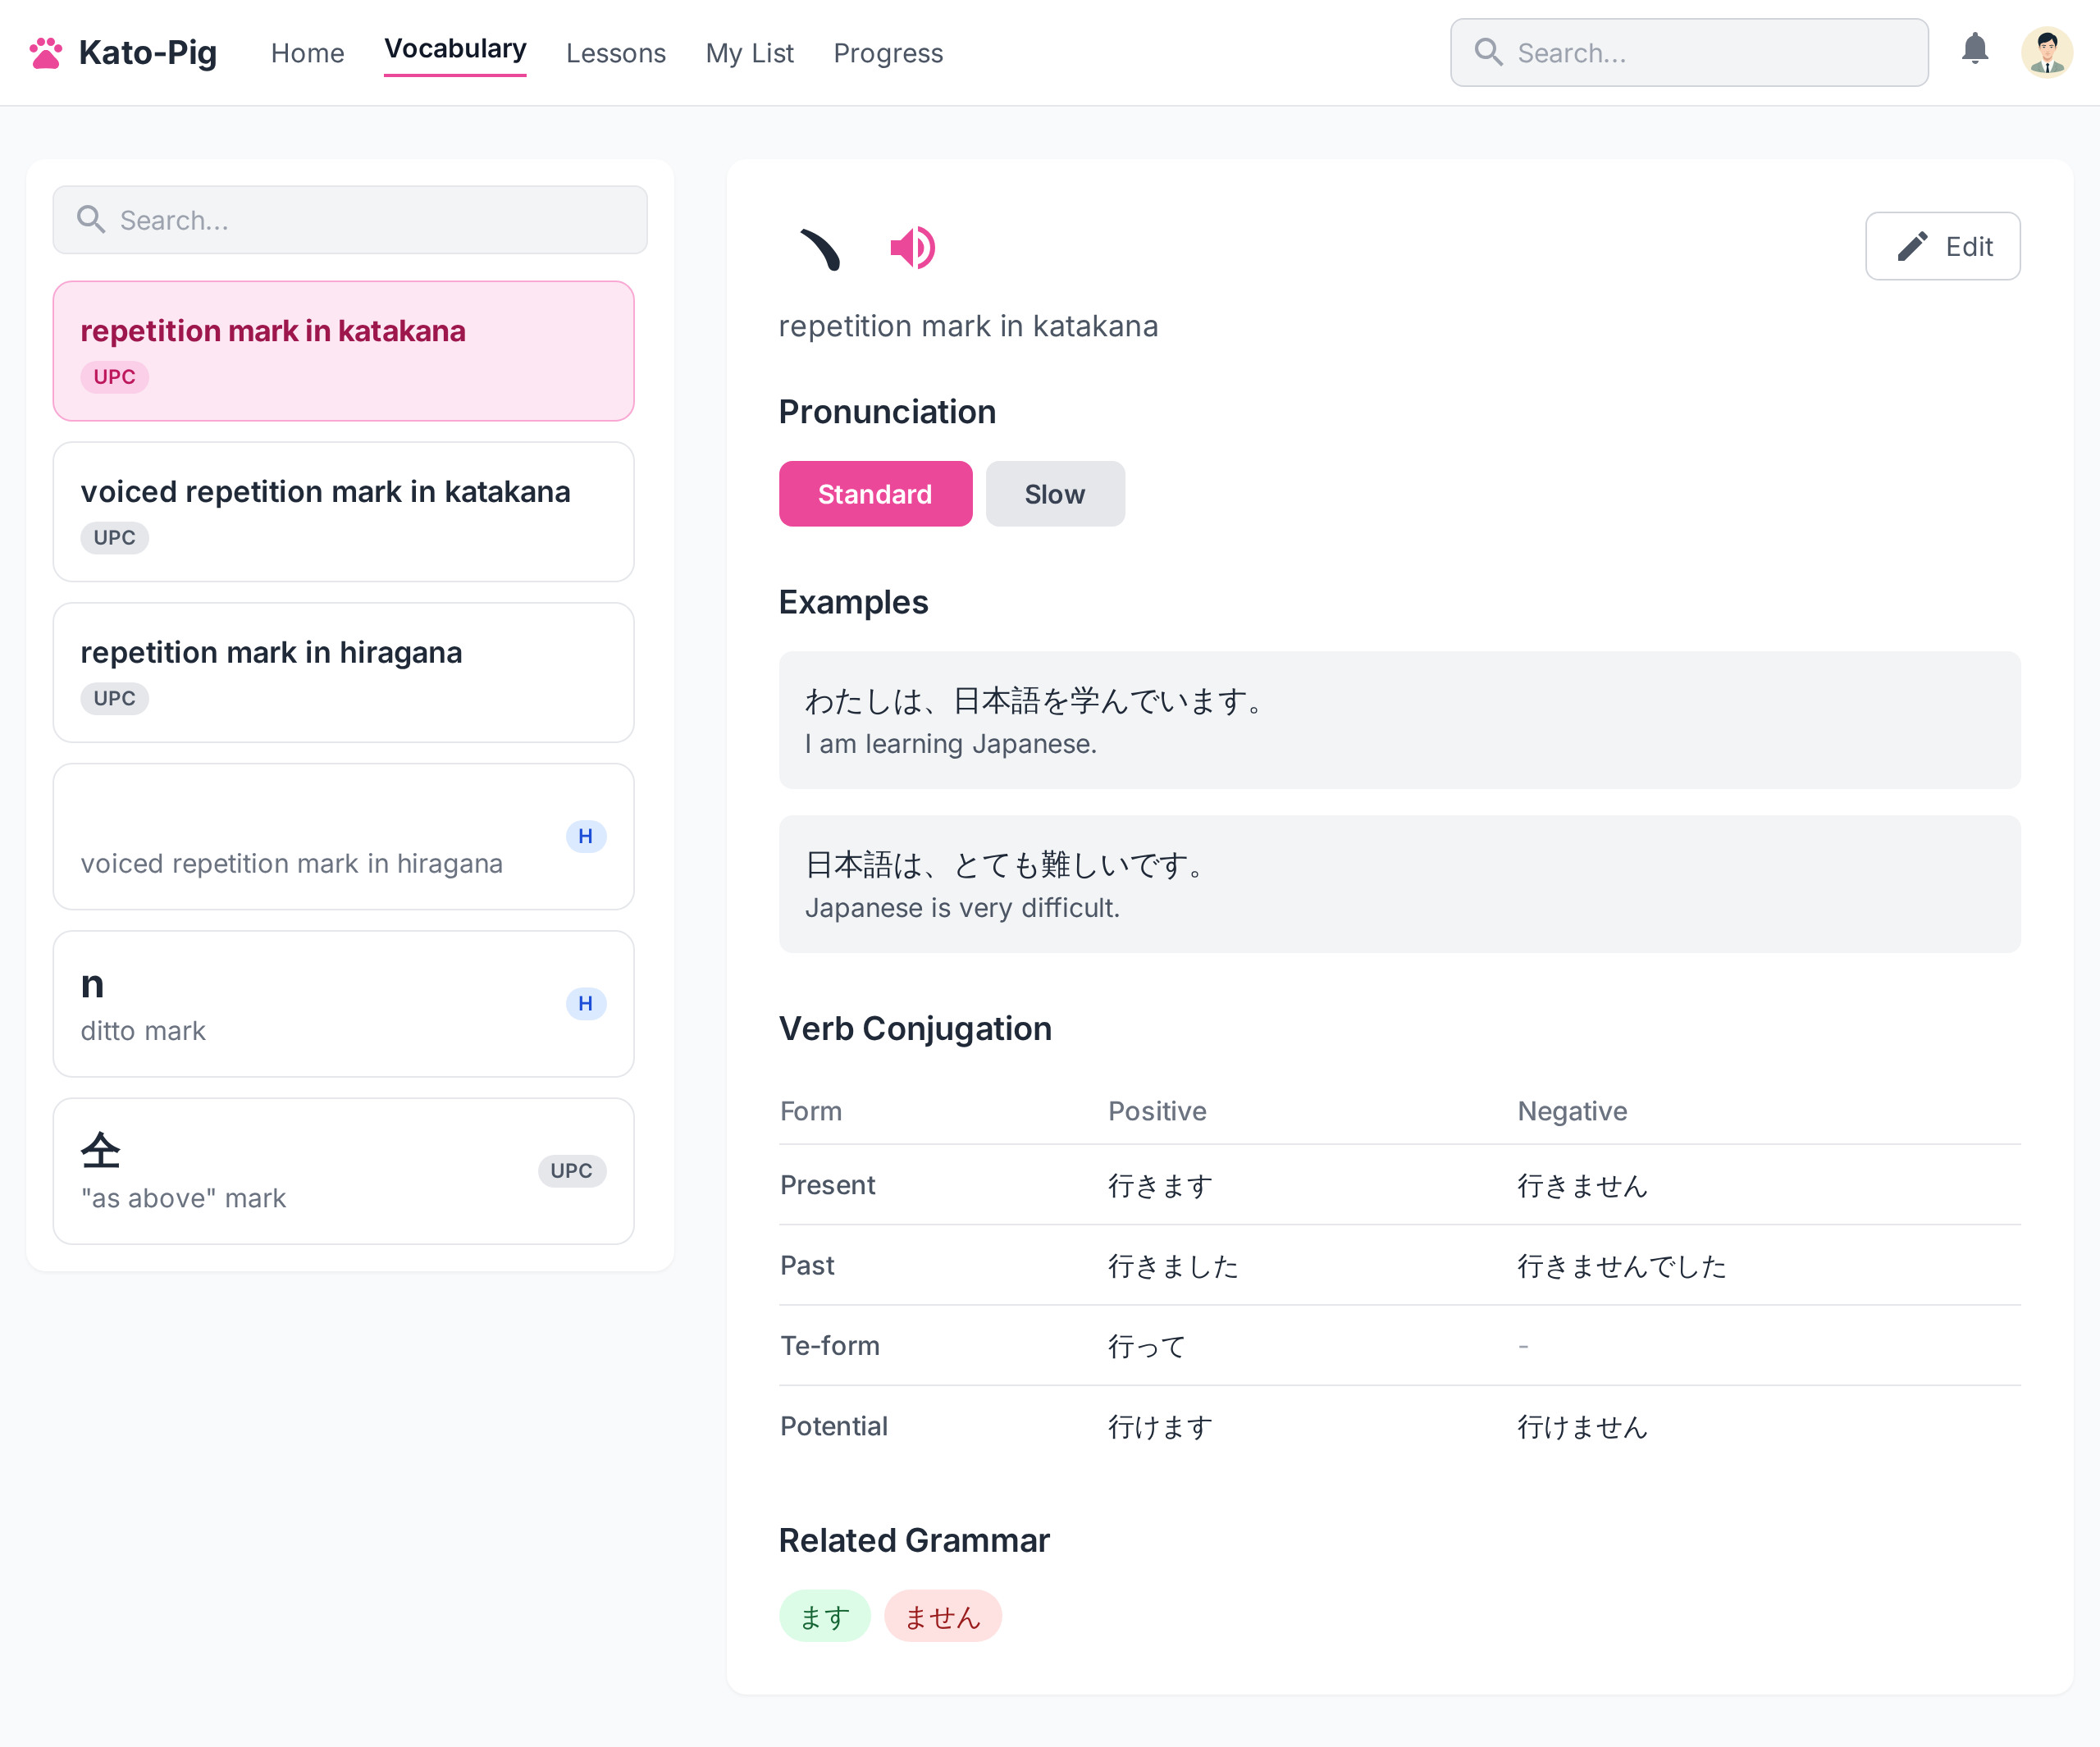 Kato-Pig
Home
Vocabulary
Lessons
My List
Progress
Search...
Search...
repetition mark in katakana
UPC
voiced repetition mark in katakana
UPC
repetition mark in hiragana
UPC
voiced repetition mark in hiragana
H
n
ditto mark
H
仝
"as above" mark
UPC
ヽ
Edit
repetition mark in katakana
Pronunciation
Standard
Slow
Examples
わたしは、日本語を学んでいます。
I am learning Japanese.
日本語は、とても難しいです。
Japanese is very difficult.
Verb Conjugation
Form Positive Negative
Present 行きます 行きません
Past 行きました 行きませんでした
Te-form 行って -
Potential 行けます 行けません
Related Grammar
ます
ません